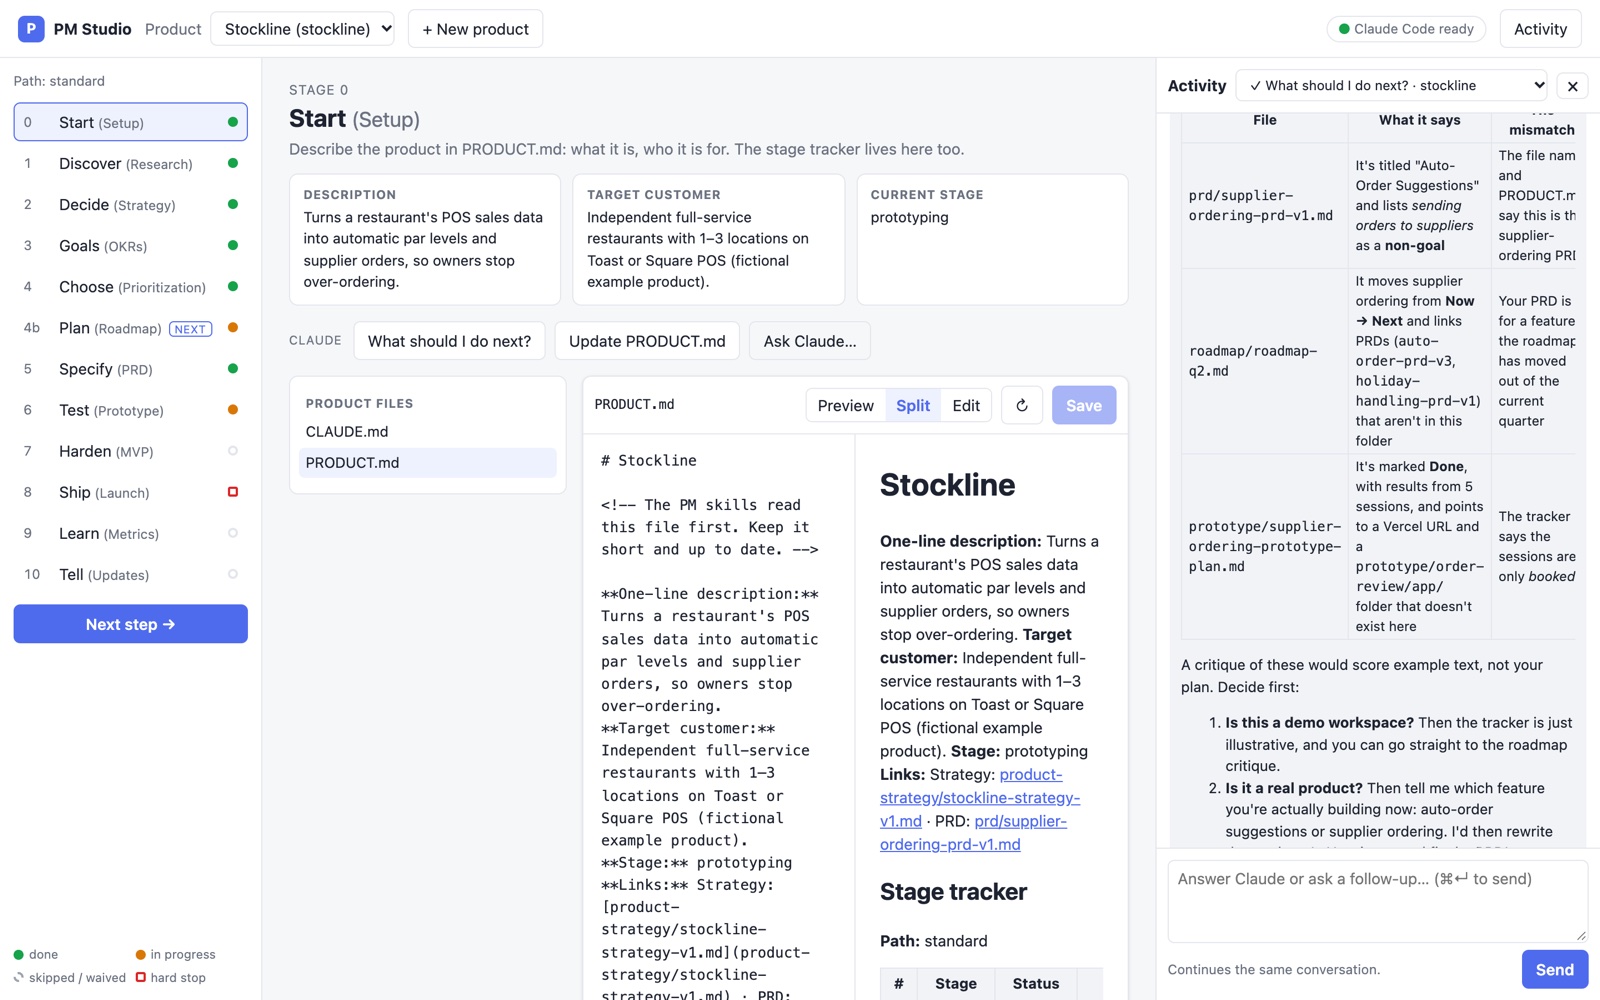 P PM Studio Product Stockline (stockline) + New product Claude Code ready Activity
Path: standard
0 Start (Setup)
1 Discover (Research)
2 Decide (Strategy)
3 Goals (OKRs)
4 Choose (Prioritization)
4b Plan (Roadmap) NEXT
5 Specify (PRD)
6 Test (Prototype)
7 Harden (MVP)
8 Ship (Launch)
9 Learn (Metrics)
10 Tell (Updates)
Next step →
done in progress
skipped / waived hard stop
STAGE 0
Start (Setup)
Describe the product in PRODUCT.md: what it is, who it is for. The stage tracker lives here too.
DESCRIPTION
Turns a restaurant's POS sales data
into automatic par levels and
supplier orders, so owners stop
over-ordering.
TARGET CUSTOMER
Independent full-service
restaurants with 1–3 locations on
Toast or Square POS (fictional
example product).
CURRENT STAGE
prototyping
CLAUDE What should I do next? Update PRODUCT.md Ask Claude...
PRODUCT FILES
CLAUDE.md
PRODUCT.md
PRODUCT.md Preview Split Edit ↻ Save
# Stockline
<!-- The PM skills read
this file first. Keep it
short and up to date. -->
**One-line description:**
Turns a restaurant's POS
sales data into automatic
par levels and supplier
orders, so owners stop
over-ordering.
**Target customer:**
Independent full-service
restaurants with 1–3
locations on Toast or
Square POS (fictional
example product).
**Stage:** prototyping
**Links:** Strategy:
[product-
strategy/stockline-
strategy-v1.md](product-
strategy/stockline-
strategy-v1.md) · PRD:
Stockline
One-line description: Turns a
restaurant's POS sales data
into automatic par levels and
supplier orders, so owners
stop over-ordering. Target
customer: Independent full-
service restaurants with 1–3
locations on Toast or Square
POS (fictional example
product). Stage: prototyping
Links: Strategy: product-
strategy/stockline-strategy-
v1.md · PRD: prd/supplier-
ordering-prd-v1.md
Stage tracker
Path: standard
# Stage Status
Activity ✓ What should I do next? · stockline ×
File What it says
mismatch
prd/supplier-
ordering-prd-v1.md
It's titled "Auto-
Order Suggestions"
and lists sending
orders to suppliers
as a non-goal
The file nam
and
PRODUCT.m
say this is th
supplier-
ordering PRD
roadmap/roadmap-
q2.md
It moves supplier
ordering from Now
→ Next and links
PRDs (auto-
order-prd-v3,
holiday-
handling-prd-v1)
that aren't in this
folder
Your PRD is
for a feature
the roadmap
has moved
out of the
current
quarter
prototype/supplier-
ordering-prototype-
plan.md
It's marked Done,
with results from 5
sessions, and points
to a Vercel URL and
a
prototype/order-
review/app/
folder that doesn't
exist here
The tracker
says the
sessions are
only booked
A critique of these would score example text, not your
plan. Decide first:
1. Is this a demo workspace? Then the tracker is just
illustrative, and you can go straight to the roadmap
critique.
2. Is it a real product? Then tell me which feature
you're actually building now: auto-order
suggestions or supplier ordering. I'd then rewrite
Answer Claude or ask a follow-up... (⌘↵ to send)
Continues the same conversation. Send